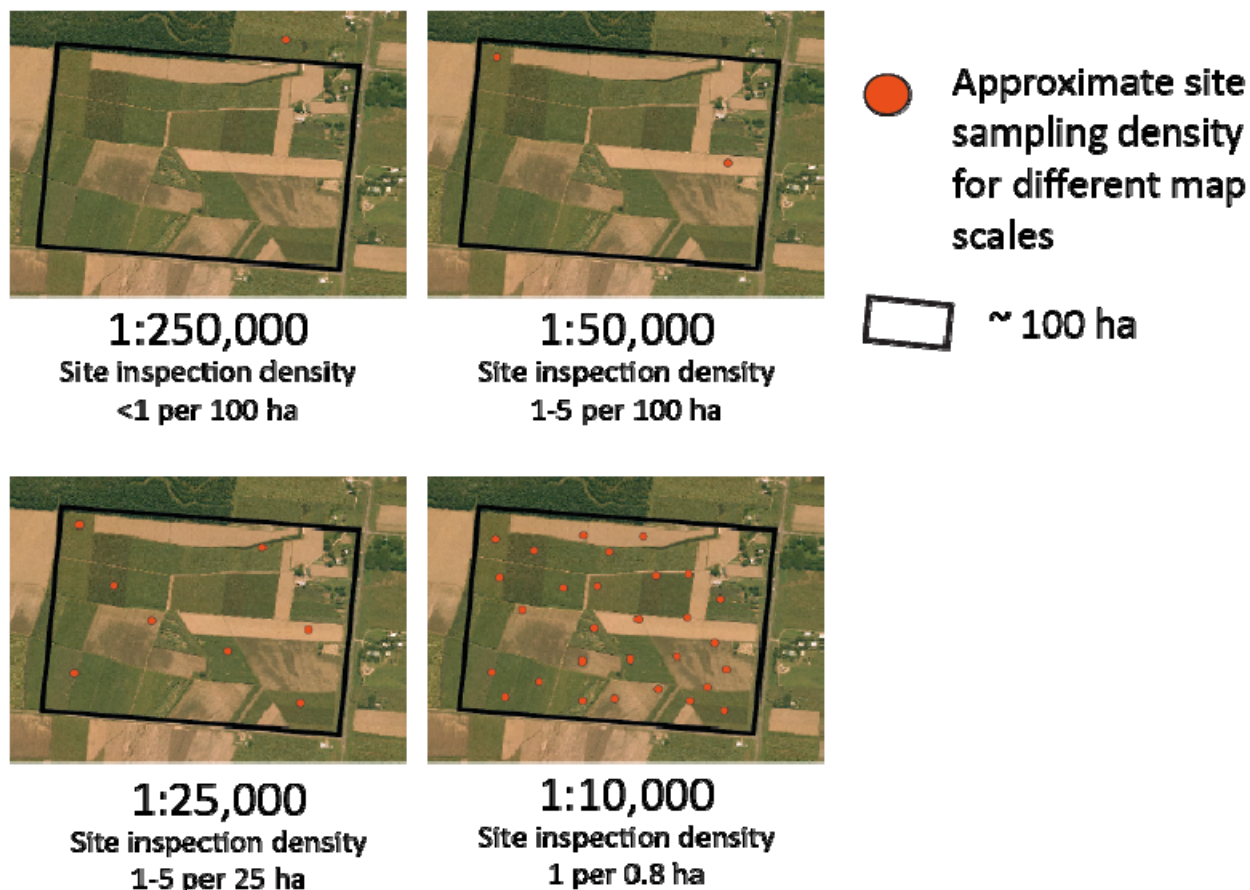 Approximate site
sampling density
for different map
scales
~ 100 ha
1:250,000
Site inspection density
<1 per 100 ha
1:50,000
Site inspection density
1-5 per 100 ha
1:25,000
Site inspection density
1-5 per 25 ha
1:10,000
Site inspection density
1 per 0.8 ha